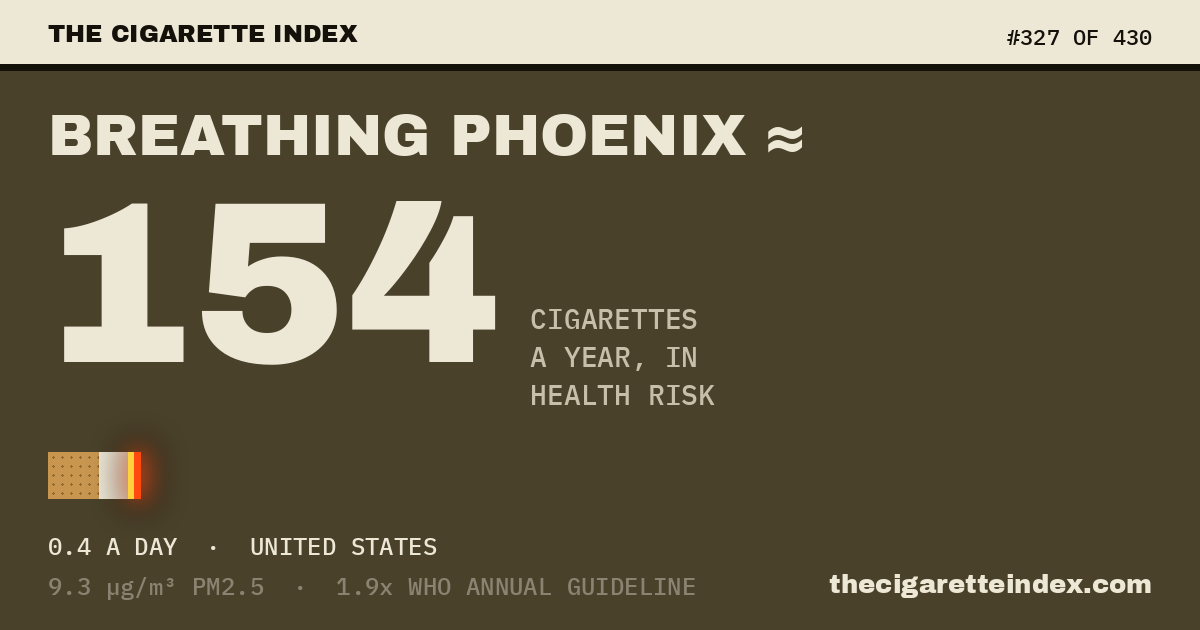 THE CIGARETTE INDEX
#327 OF 430
BREATHING PHOENIX ≈
154
CIGARETTES
A YEAR, IN
HEALTH RISK
0.4 A DAY · UNITED STATES
9.3 µg/m³ PM2.5 · 1.9x WHO ANNUAL GUIDELINE
thecigaretteindex.com